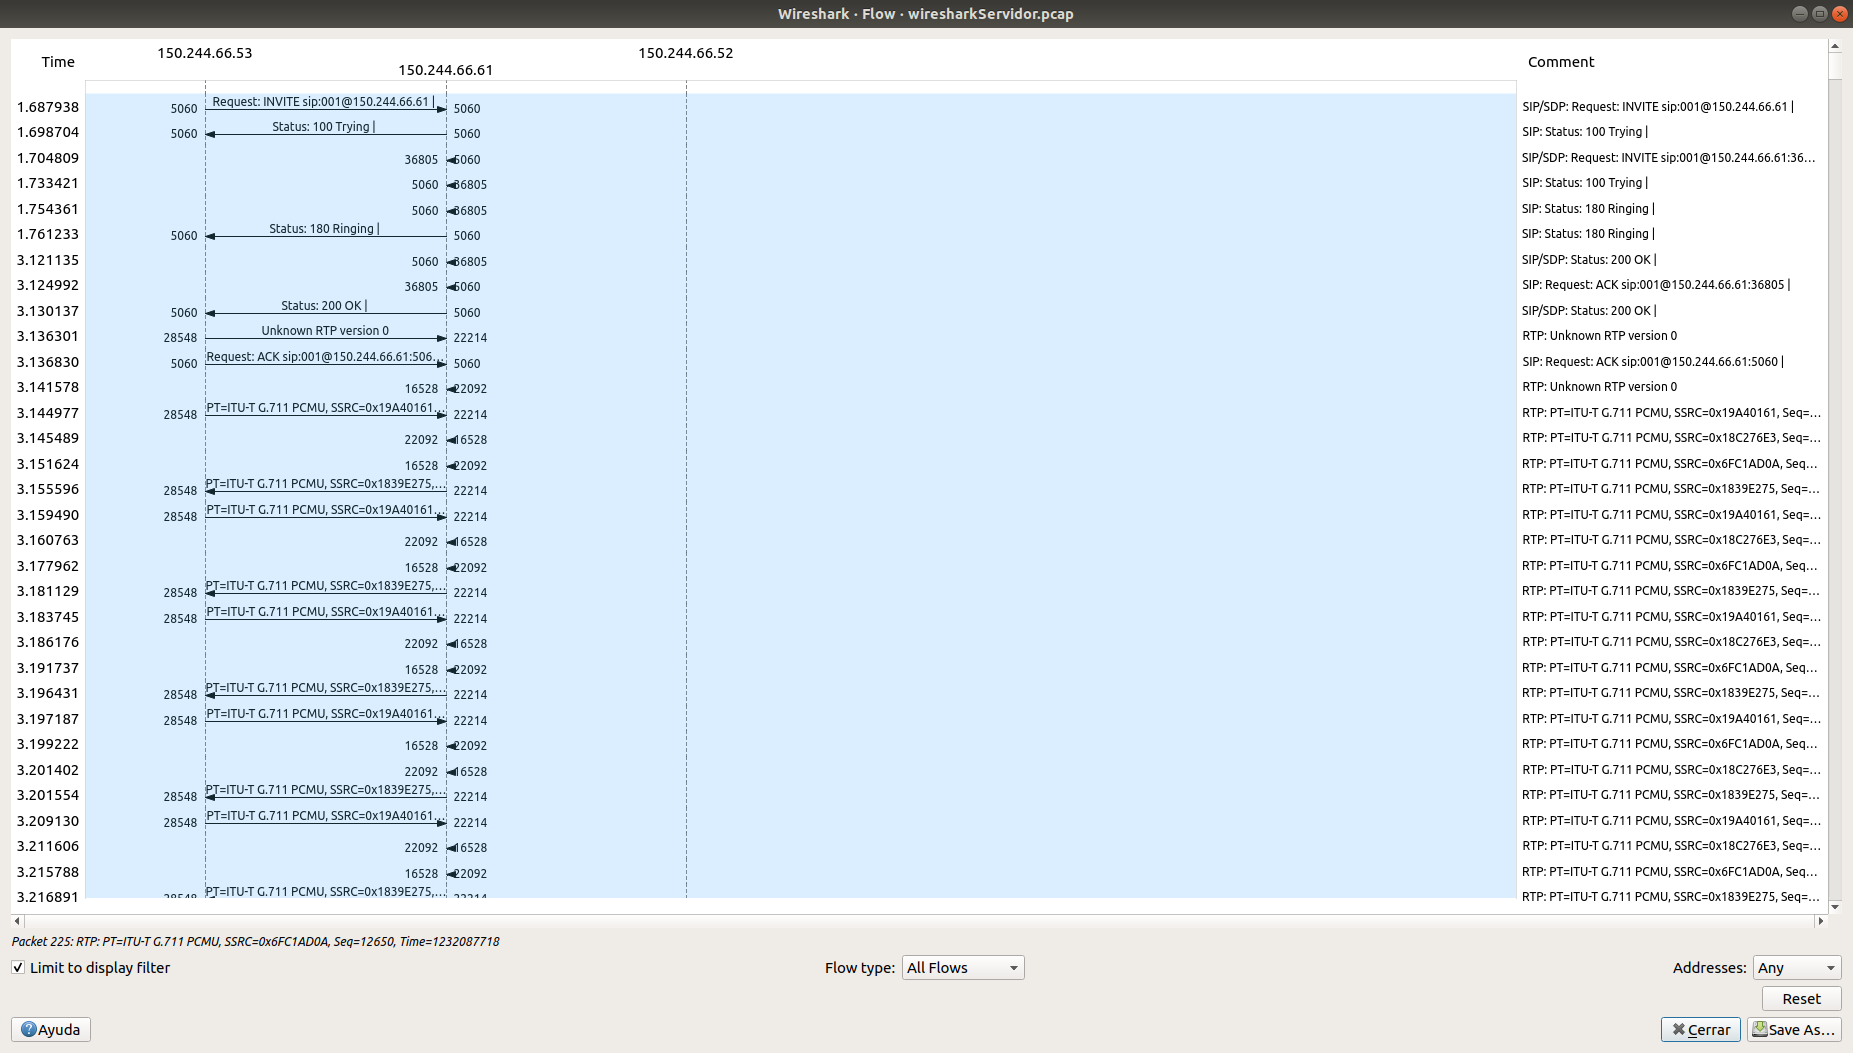 Wireshark · Flow · wiresharkServidor.pcap
Time 150.244.66.53 150.244.66.61 150.244.66.52 Comment
1.687938 5060 Request: INVITE sip:001@150.244.66.61 | 5060 SIP/SDP: Request: INVITE sip:001@150.244.66.61 |
1.698704 5060 Status: 100 Trying | 5060 SIP: Status: 100 Trying |
1.704809 36805 5060 SIP/SDP: Request: INVITE sip:001@150.244.66.61:36...
1.733421 5060 36805 SIP: Status: 100 Trying |
1.754361 5060 36805 SIP: Status: 180 Ringing |
1.761233 5060 Status: 180 Ringing | 5060 SIP: Status: 180 Ringing |
3.121135 5060 36805 SIP/SDP: Status: 200 OK |
3.124992 36805 5060 SIP: Request: ACK sip:001@150.244.66.61:36805 |
3.130137 5060 Status: 200 OK | 5060 SIP/SDP: Status: 200 OK |
3.136301 28548 Unknown RTP version 0 22214 RTP: Unknown RTP version 0
3.136830 5060 Request: ACK sip:001@150.244.66.61:506... 5060 SIP: Request: ACK sip:001@150.244.66.61:5060 |
3.141578 16528 22092 RTP: Unknown RTP version 0
3.144977 28548 PT=ITU-T G.711 PCMU, SSRC=0x19A40161... 22214 RTP: PT=ITU-T G.711 PCMU, SSRC=0x19A40161, Seq=...
3.145489 22092 16528 RTP: PT=ITU-T G.711 PCMU, SSRC=0x18C276E3, Seq=...
3.151624 16528 22092 RTP: PT=ITU-T G.711 PCMU, SSRC=0x6FC1AD0A, Seq...
3.155596 28548 PT=ITU-T G.711 PCMU, SSRC=0x1839E275,... 22214 RTP: PT=ITU-T G.711 PCMU, SSRC=0x1839E275, Seq=...
3.159490 28548 PT=ITU-T G.711 PCMU, SSRC=0x19A40161... 22214 RTP: PT=ITU-T G.711 PCMU, SSRC=0x19A40161, Seq=...
3.160763 22092 16528 RTP: PT=ITU-T G.711 PCMU, SSRC=0x18C276E3, Seq=...
3.177962 16528 22092 RTP: PT=ITU-T G.711 PCMU, SSRC=0x6FC1AD0A, Seq...
3.181129 28548 PT=ITU-T G.711 PCMU, SSRC=0x1839E275,... 22214 RTP: PT=ITU-T G.711 PCMU, SSRC=0x1839E275, Seq=...
3.183745 28548 PT=ITU-T G.711 PCMU, SSRC=0x19A40161... 22214 RTP: PT=ITU-T G.711 PCMU, SSRC=0x19A40161, Seq=...
3.186176 22092 16528 RTP: PT=ITU-T G.711 PCMU, SSRC=0x18C276E3, Seq=...
3.191737 16528 22092 RTP: PT=ITU-T G.711 PCMU, SSRC=0x6FC1AD0A, Seq...
3.196431 28548 PT=ITU-T G.711 PCMU, SSRC=0x1839E275,... 22214 RTP: PT=ITU-T G.711 PCMU, SSRC=0x1839E275, Seq=...
3.197187 28548 PT=ITU-T G.711 PCMU, SSRC=0x19A40161... 22214 RTP: PT=ITU-T G.711 PCMU, SSRC=0x19A40161, Seq=...
3.199222 16528 22092 RTP: PT=ITU-T G.711 PCMU, SSRC=0x6FC1AD0A, Seq...
3.201402 22092 16528 RTP: PT=ITU-T G.711 PCMU, SSRC=0x18C276E3, Seq=...
3.201554 28548 PT=ITU-T G.711 PCMU, SSRC=0x1839E275,... 22214 RTP: PT=ITU-T G.711 PCMU, SSRC=0x1839E275, Seq=...
3.209130 28548 PT=ITU-T G.711 PCMU, SSRC=0x19A40161... 22214 RTP: PT=ITU-T G.711 PCMU, SSRC=0x19A40161, Seq=...
3.211606 22092 16528 RTP: PT=ITU-T G.711 PCMU, SSRC=0x18C276E3, Seq=...
3.215788 16528 22092 RTP: PT=ITU-T G.711 PCMU, SSRC=0x6FC1AD0A, Seq...
3.216891 28548 PT=ITU-T G.711 PCMU, SSRC=0x1839E275,... 22214 RTP: PT=ITU-T G.711 PCMU, SSRC=0x1839E275, Seq=...
Packet 225: RTP: PT=ITU-T G.711 PCMU, SSRC=0x6FC1AD0A, Seq=12650, Time=1232087718
Limit to display filter Flow type: All Flows Addresses: Any
Reset
Ayuda Cerrar Save As...